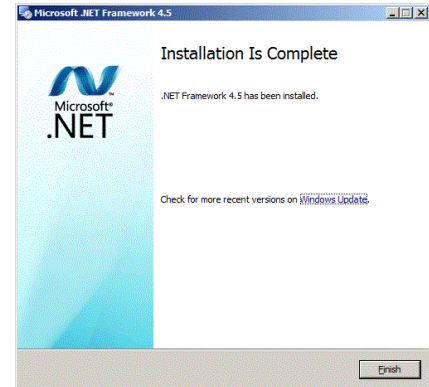 Microsoft .NET Framework 4.5
Installation Is Complete
.NET Framework 4.5 has been installed.
Microsoft®
.NET
Check for more recent versions on Windows Update.
Finish